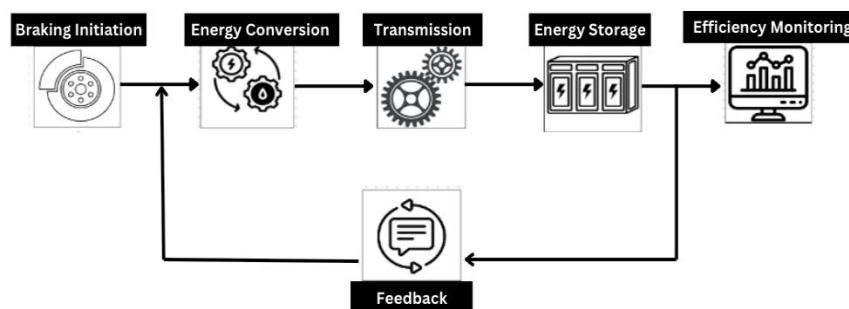 Braking Initiation
Energy Conversion
Transmission
Energy Storage
Efficiency Monitoring
Feedback